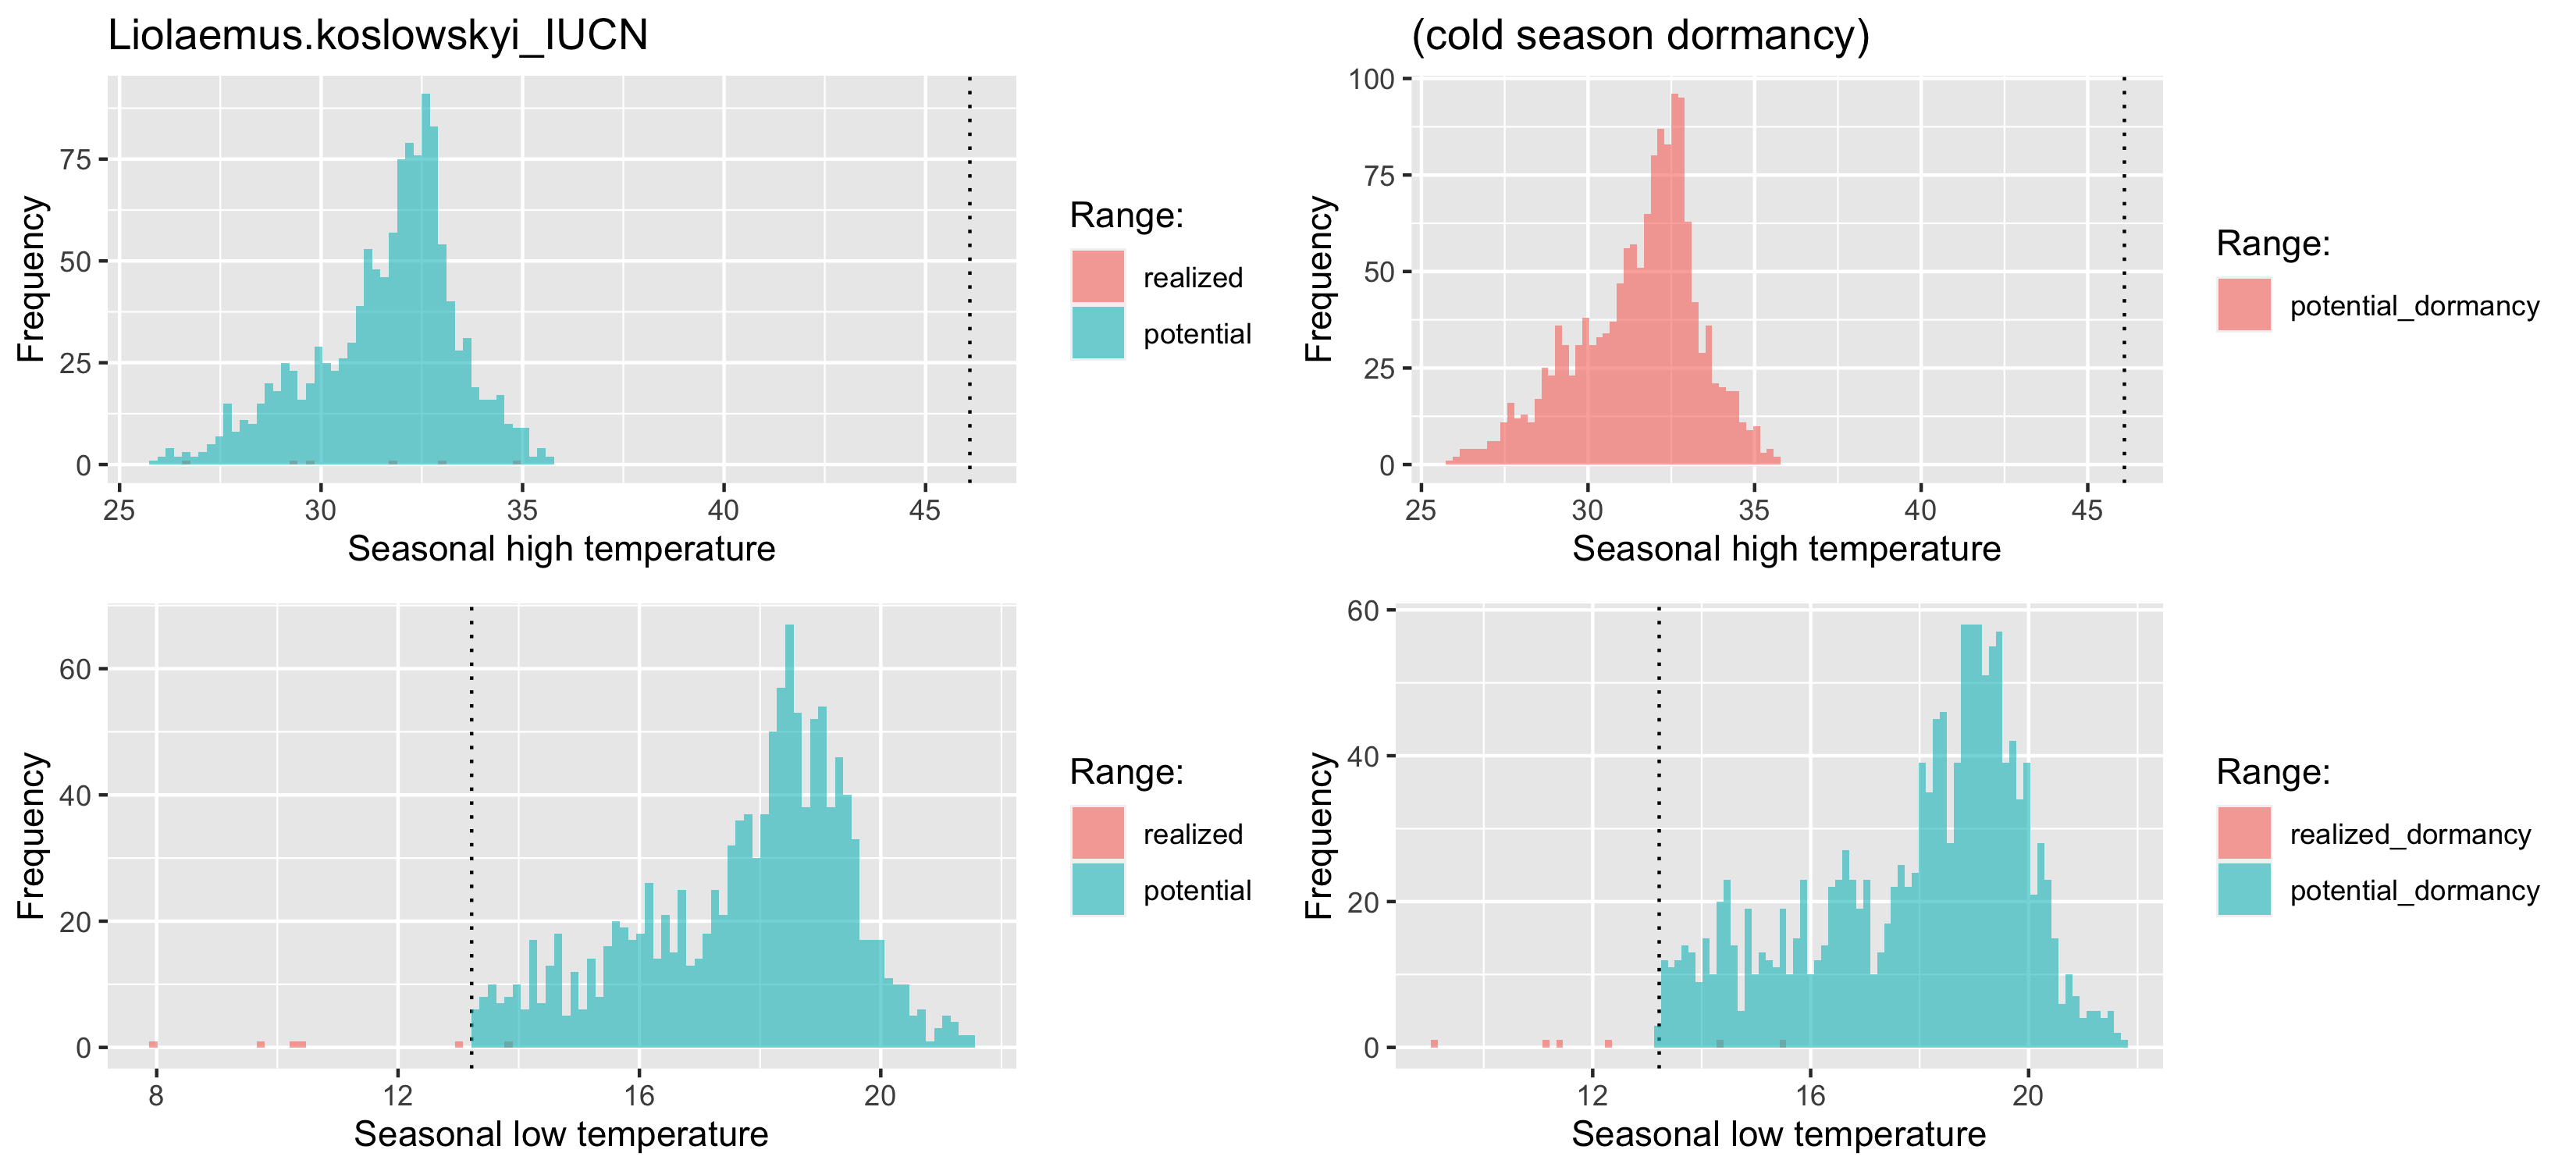 Liolaemus.koslowskyi_IUCN
Frequency
75
50
25
0
25
30
35
40
45
Seasonal high temperature
Range:
realized
potential
(cold season dormancy)
Frequency
100
75
50
25
0
25
30
35
40
45
Seasonal high temperature
Range:
potential_dormancy
Frequency
60
40
20
0
8
12
16
20
Seasonal low temperature
Range:
realized
potential
Frequency
60
40
20
0
12
16
20
Seasonal low temperature
Range:
realized_dormancy
potential_dormancy